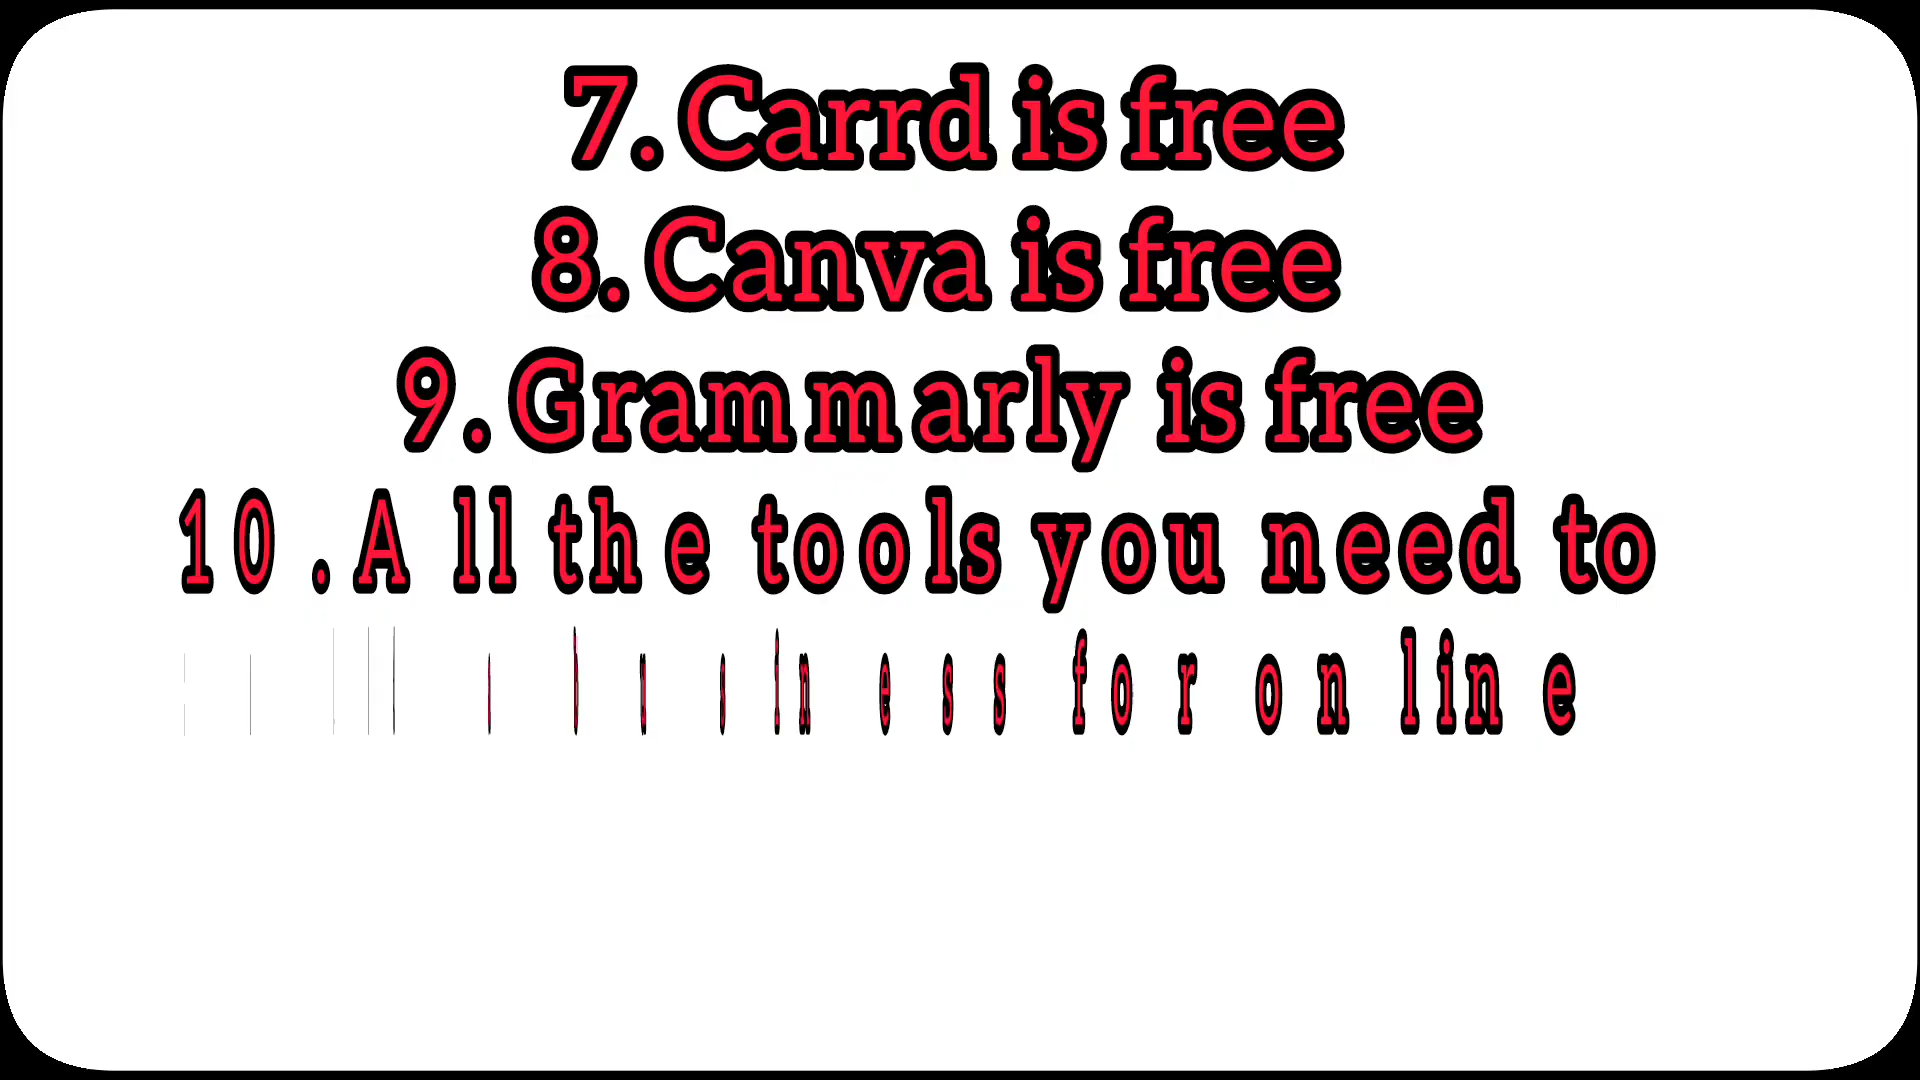 7. Carrd is free
8. Canva is free
9. Grammarly is free
10. All the tools you need to
business for online